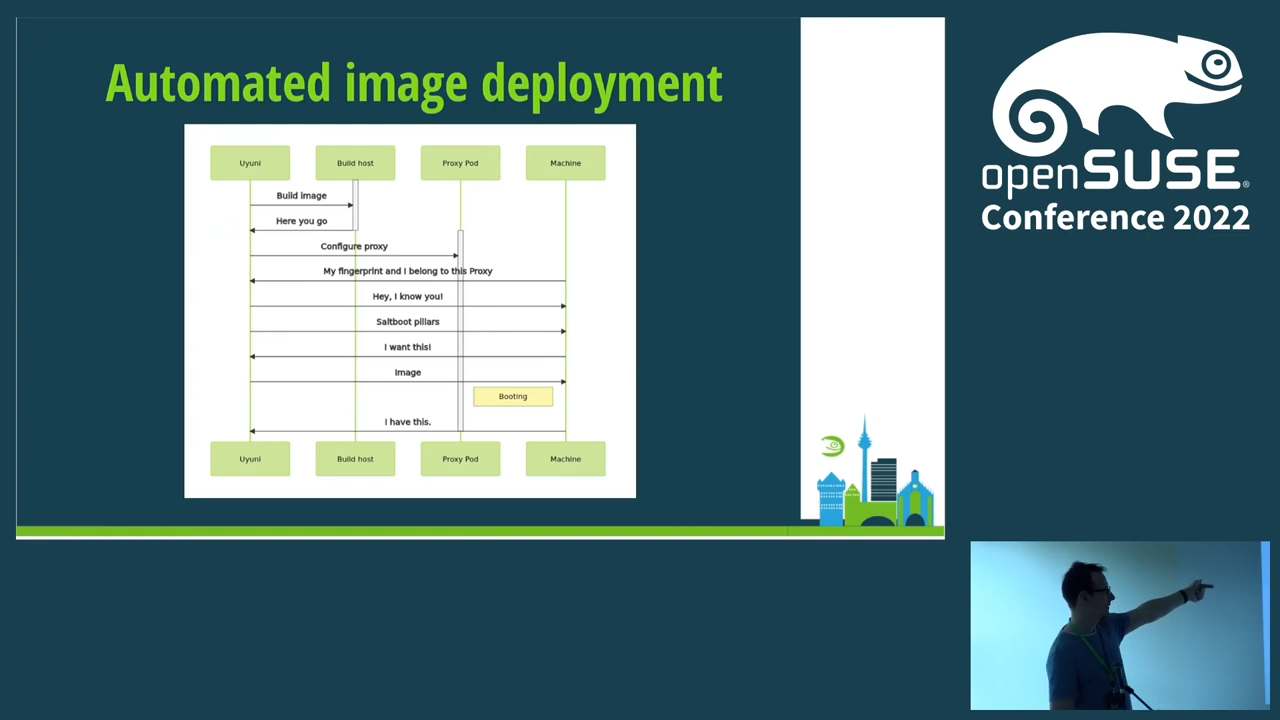 Automated image deployment
Uyuni
Build host
Proxy Pod
Machine
Build image
Here you go
Configure proxy
My fingerprint and I belong to this Proxy
Hey, I know you!
Saltboot pillars
I want this!
Image
Booting
I have this.
Uyuni
Build host
Proxy Pod
Machine
openSUSE®
Conference 2022